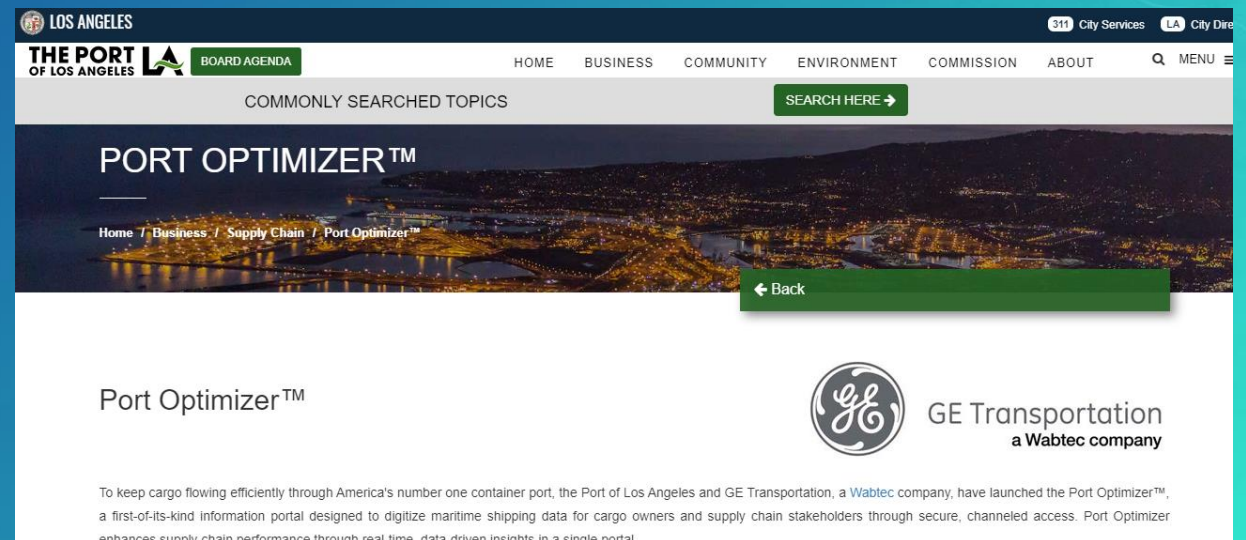 LOS ANGELES
311 City Services LA City Dire
THE PORT
OF LOS ANGELES LA BOARD AGENDA
HOME BUSINESS COMMUNITY ENVIRONMENT COMMISSION ABOUT MENU
COMMONLY SEARCHED TOPICS SEARCH HERE →
PORT OPTIMIZER™
Home / Business / Supply Chain / Port Optimizer™
← Back
Port Optimizer™
GE GE Transportation
a Wabtec company
To keep cargo flowing efficiently through America's number one container port, the Port of Los Angeles and GE Transportation, a Wabtec company, have launched the Port Optimizer™,
a first-of-its-kind information portal designed to digitize maritime shipping data for cargo owners and supply chain stakeholders through secure, channeled access. Port Optimizer
enhances supply chain performance through real-time, data-driven insights in a single portal.